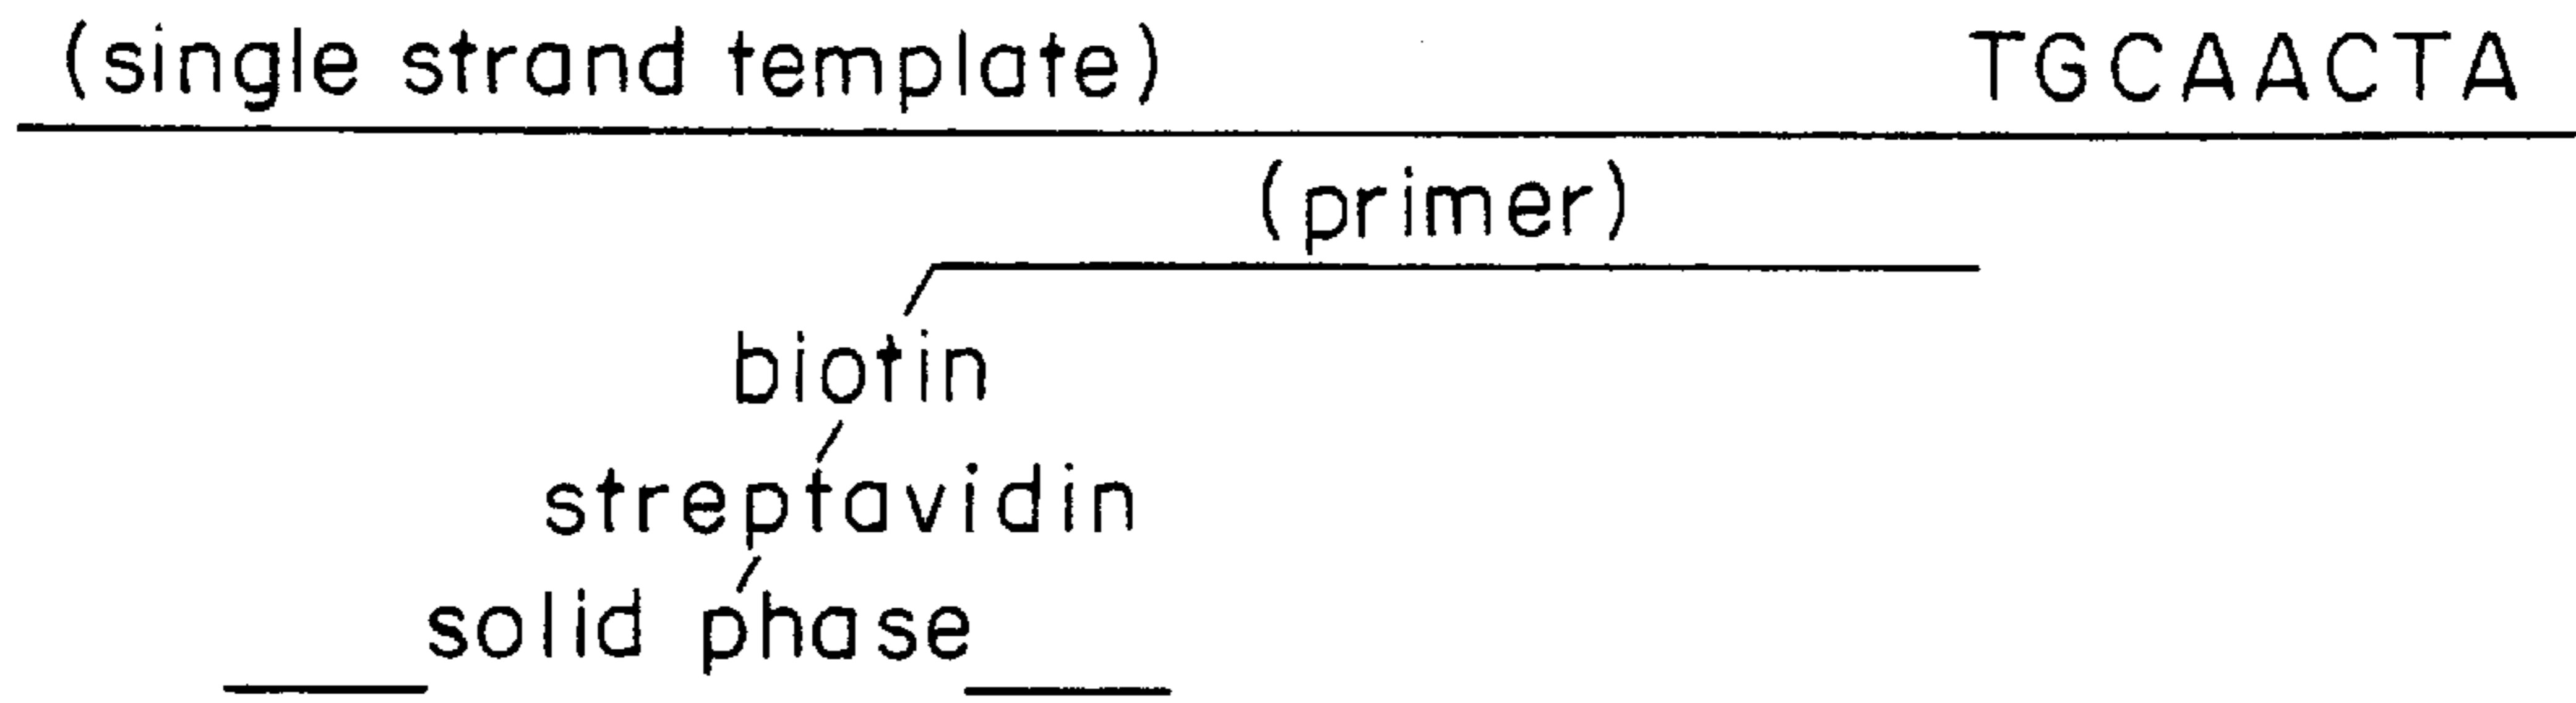 (single strand template) TGCAACTA
(primer)
biotin
streptavidin
solid phase